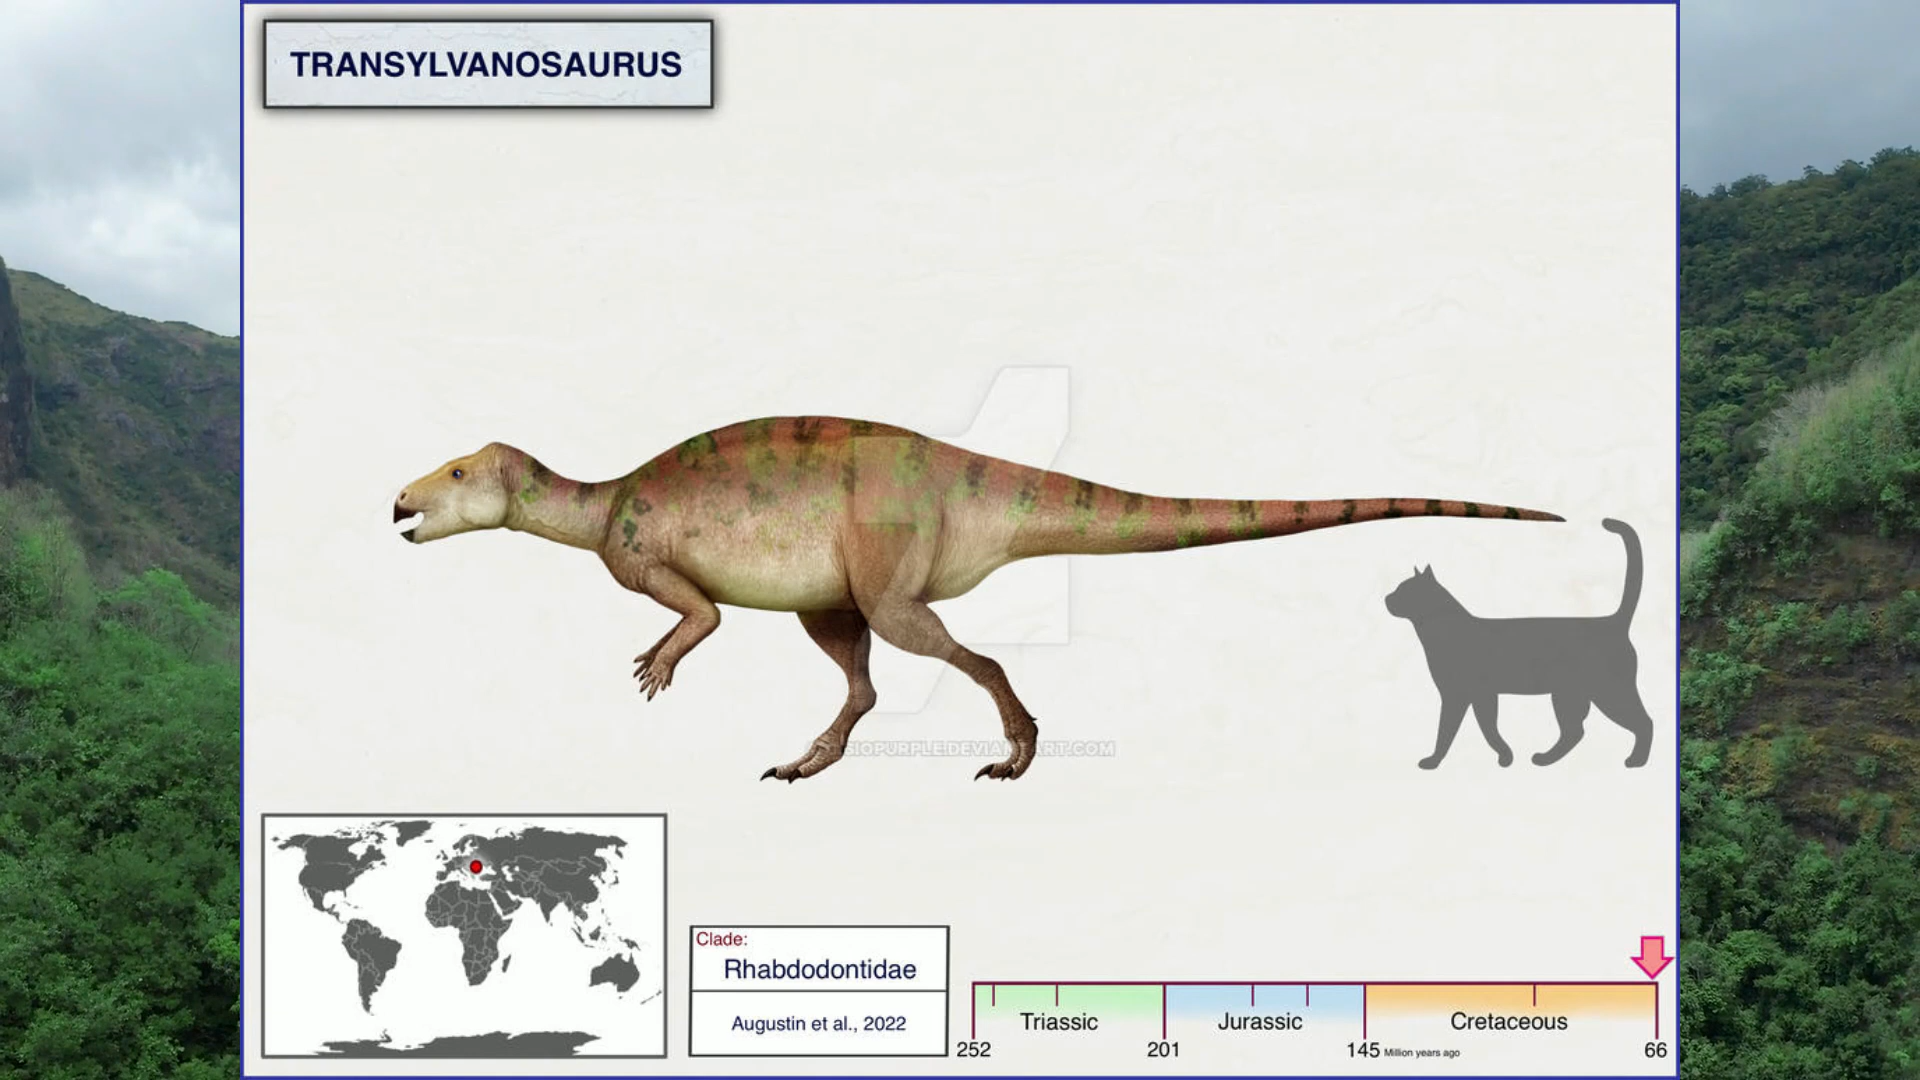 TRANSYLVANOSAURUS
Clade:
Rhabdodontidae
Augustin et al., 2022
Triassic
Jurassic
Cretaceous
252
201
145 Million years ago
66